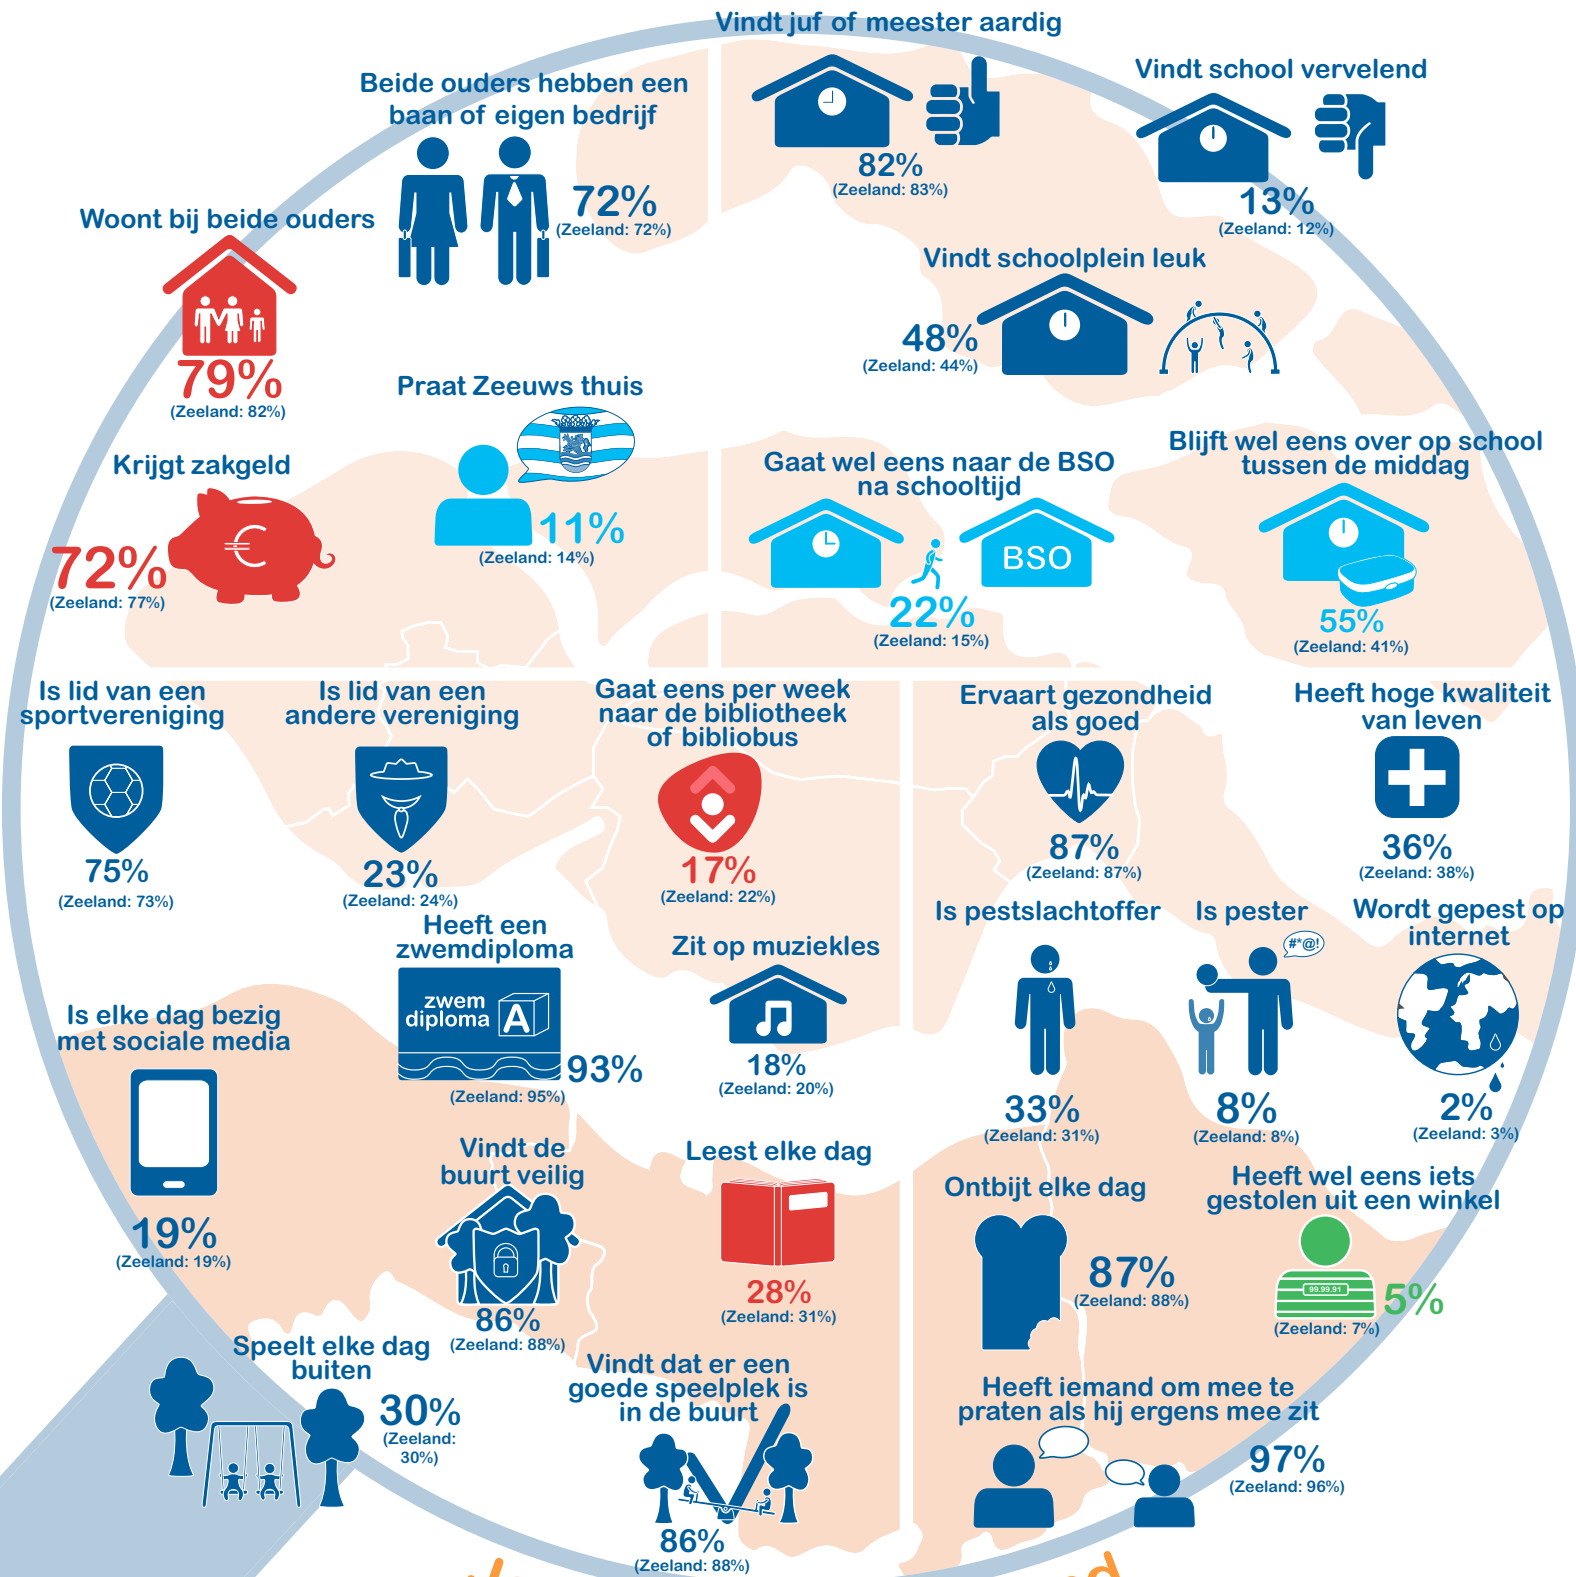 Vindt juf of meester aardig
82%
(Zeeland: 83%)
Vindt school vervelend
13%
(Zeeland: 12%)
Beide ouders hebben een
baan of eigen bedrijf
72%
(Zeeland: 72%)
Woont bij beide ouders
79%
(Zeeland: 82%)
Vindt schoolplein leuk
48%
(Zeeland: 44%)
Praat Zeeuws thuis
11%
(Zeeland: 14%)
Krijgt zakgeld
€
72%
(Zeeland: 77%)
Gaat wel eens naar de BSO
na schooltijd
BSO
22%
(Zeeland: 15%)
Blijft wel eens over op school
tussen de middag
55%
(Zeeland: 41%)
Is lid van een
sportvereniging
75%
(Zeeland: 73%)
Is lid van een
andere vereniging
23%
(Zeeland: 24%)
Gaat eens per week
naar de bibliotheek
of bibliobus
17%
(Zeeland: 22%)
Ervaart gezondheid
als goed
87%
(Zeeland: 87%)
Heeft hoge kwaliteit
van leven
36%
(Zeeland: 38%)
Heeft een
zwemdiploma
zwem
diploma A
93%
(Zeeland: 95%)
Zit op muziekles
18%
(Zeeland: 20%)
Is pestslachtoffer
33%
(Zeeland: 31%)
Is pester
#*@!
8%
(Zeeland: 8%)
Wordt gepest op
internet
2%
(Zeeland: 3%)
Is elke dag bezig
met sociale media
19%
(Zeeland: 19%)
Vindt de
buurt veilig
86%
(Zeeland: 88%)
Leest elke dag
28%
(Zeeland: 31%)
Ontbijt elke dag
87%
(Zeeland: 88%)
Heeft wel eens iets
gestolen uit een winkel
99.99.91
5%
(Zeeland: 7%)
Speelt elke dag
buiten
30%
(Zeeland:
30%)
Vindt dat er een
goede speelplek is
in de buurt
86%
(Zeeland: 88%)
Heeft iemand om mee te
praten als hij ergens mee zit
97%
(Zeeland: 96%)